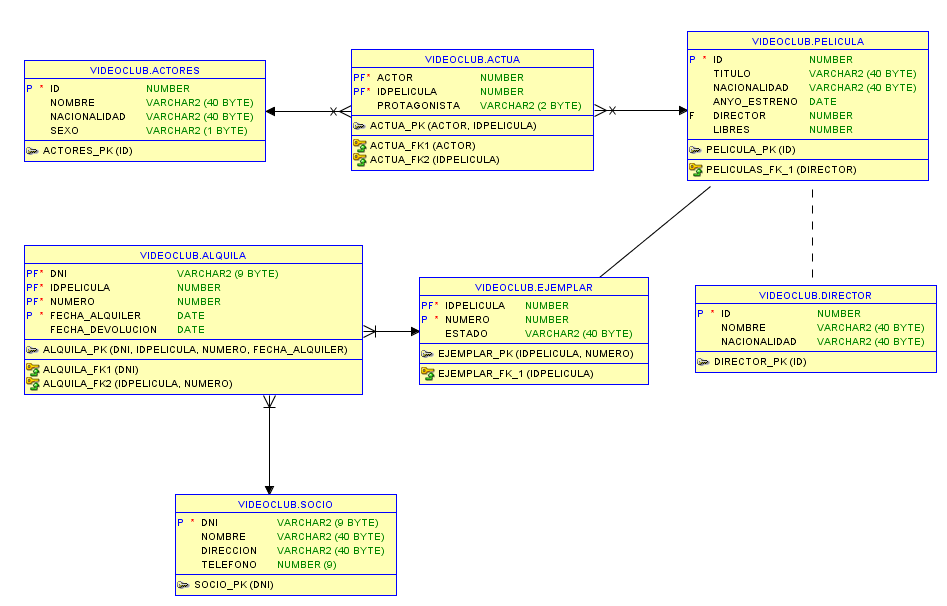 VIDEOCLUB.ACTORES
P * ID NUMBER
NOMBRE VARCHAR2 (40 BYTE)
NACIONALIDAD VARCHAR2 (40 BYTE)
SEXO VARCHAR2 (1 BYTE)
ACTORES_PK (ID)
VIDEOCLUB.ACTUA
PF* ACTOR NUMBER
PF* IDPELICULA NUMBER
PROTAGONISTA VARCHAR2 (2 BYTE)
ACTUA_PK (ACTOR, IDPELICULA)
ACTUA_FK1 (ACTOR)
ACTUA_FK2 (IDPELICULA)
VIDEOCLUB.PELICULA
P * ID NUMBER
TITULO VARCHAR2 (40 BYTE)
NACIONALIDAD VARCHAR2 (40 BYTE)
ANYO_ESTRENO DATE
F DIRECTOR NUMBER
LIBRES NUMBER
PELICULA_PK (ID)
PELICULAS_FK_1 (DIRECTOR)
VIDEOCLUB.ALQUILA
PF* DNI VARCHAR2 (9 BYTE)
PF* IDPELICULA NUMBER
PF* NUMERO NUMBER
P * FECHA_ALQUILER DATE
FECHA_DEVOLUCION DATE
ALQUILA_PK (DNI, IDPELICULA, NUMERO, FECHA_ALQUILER)
ALQUILA_FK1 (DNI)
ALQUILA_FK2 (IDPELICULA, NUMERO)
VIDEOCLUB.EJEMPLAR
PF* IDPELICULA NUMBER
P * NUMERO NUMBER
ESTADO VARCHAR2 (40 BYTE)
EJEMPLAR_PK (IDPELICULA, NUMERO)
EJEMPLAR_FK_1 (IDPELICULA)
VIDEOCLUB.DIRECTOR
P * ID NUMBER
NOMBRE VARCHAR2 (40 BYTE)
NACIONALIDAD VARCHAR2 (40 BYTE)
DIRECTOR_PK (ID)
VIDEOCLUB.SOCIO
P * DNI VARCHAR2 (9 BYTE)
NOMBRE VARCHAR2 (40 BYTE)
DIRECCION VARCHAR2 (40 BYTE)
TELEFONO NUMBER (9)
SOCIO_PK (DNI)